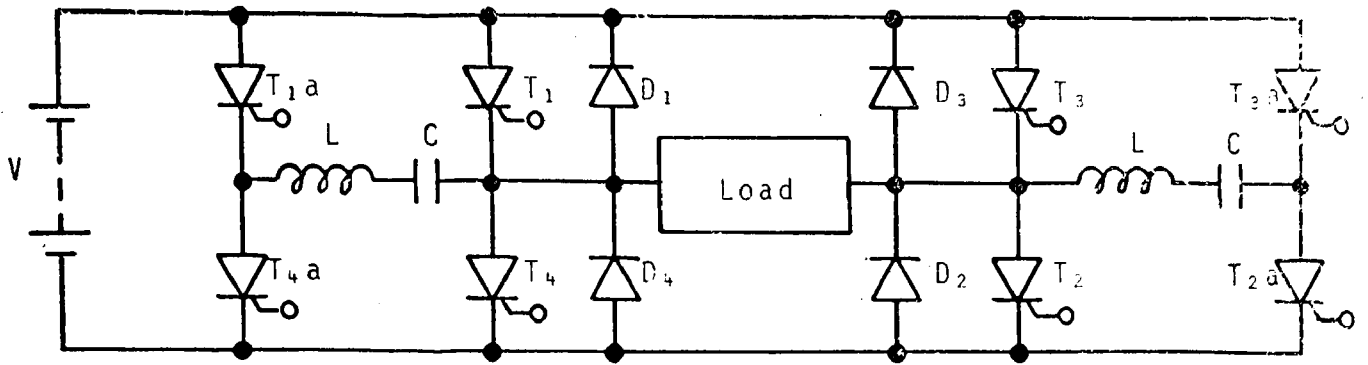 T₁a
T₁
D₁
D₃
T₃
T₃a
L
C
L
C
V
Load
T₄a
T₄
D₄
D₂
T₂
T₂a